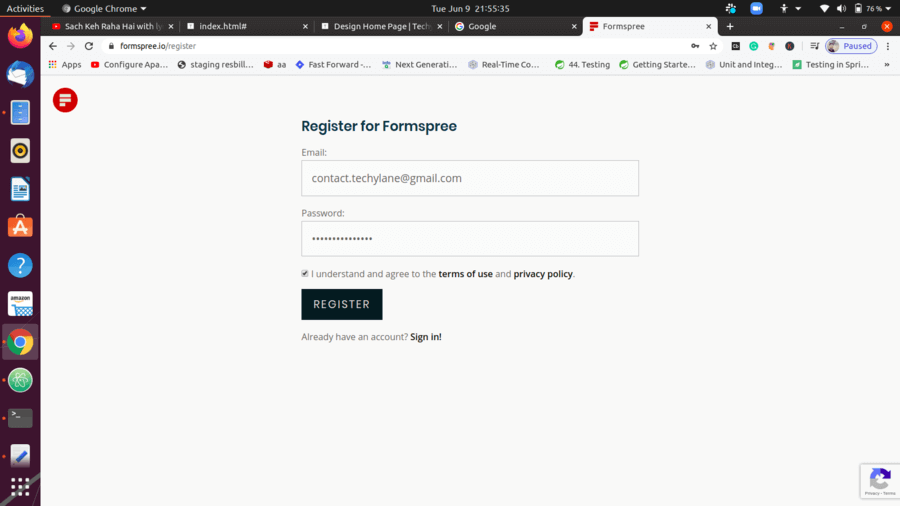 Activities
Google Chrome
Tue Jun 9 21:55:35
76%
Sach Keh Raha Hai with ly
index.html#
Design Home Page | Techy
Google
Formspree
formspree.io/register
Paused
Apps
Configure Apa...
staging resbill...
aa
Fast Forward -...
Next Generati...
Real-Time Co...
44. Testing
Getting Starte...
Unit and Integ...
Testing in Spri...
»
Register for Formspree
Email:
contact.techylane@gmail.com
Password:
I understand and agree to the terms of use and privacy policy.
REGISTER
Already have an account? Sign in!
amazon
Privacy - Terms